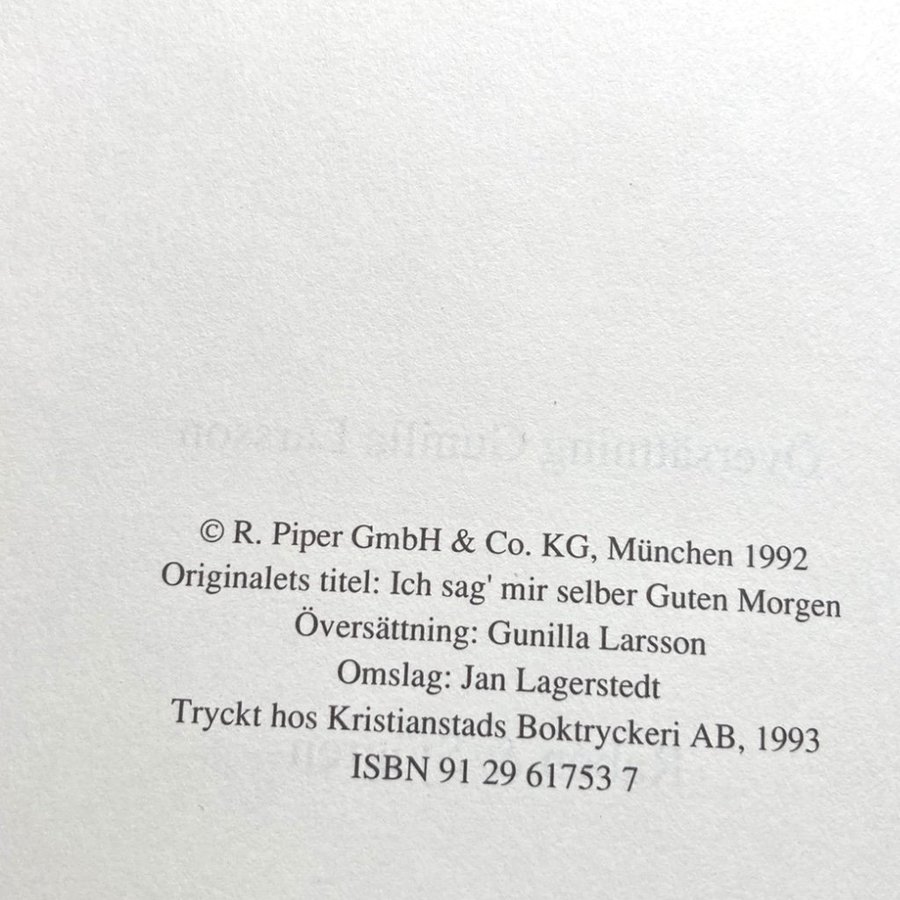 © R. Piper GmbH & Co. KG, München 1992
Originalets titel: Ich sag' mir selber Guten Morgen
Översättning: Gunilla Larsson
Omslag: Jan Lagerstedt
Tryckt hos Kristianstads Boktryckeri AB, 1993
ISBN 91 29 61753 7